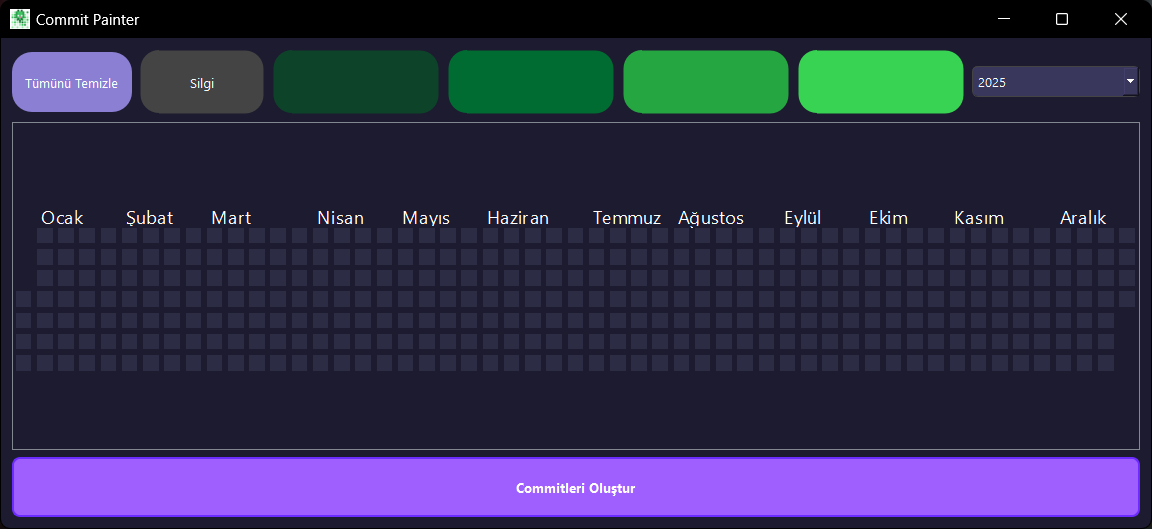 Commit Painter
Tümünü Temizle Silgi 2025
Ocak Şubat Mart Nisan Mayıs Haziran Temmuz Ağustos Eylül Ekim Kasım Aralık
Commitleri Oluştur